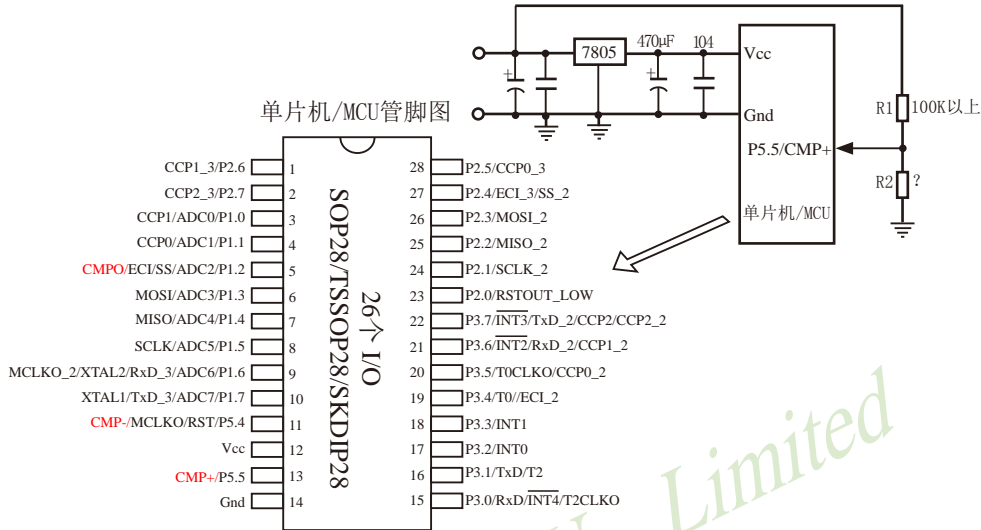 7805
470μF
104
Vcc
Gnd
P5.5/CMP+
单片机/MCU
R1
100K以上
R2
?
单片机/MCU管脚图
SOP28/TSSOP28/SKDIP28
26个 I/O
CCP1_3/P2.6 1
CCP2_3/P2.7 2
CCP1/ADC0/P1.0 3
CCP0/ADC1/P1.1 4
CMPO/ECI/SS/ADC2/P1.2 5
MOSI/ADC3/P1.3 6
MISO/ADC4/P1.4 7
SCLK/ADC5/P1.5 8
MCLKO_2/XTAL2/RxD_3/ADC6/P1.6 9
XTAL1/TxD_3/ADC7/P1.7 10
CMP-/MCLKO/RST/P5.4 11
Vcc 12
CMP+/P5.5 13
Gnd 14
28 P2.5/CCP0_3
27 P2.4/ECI_3/SS_2
26 P2.3/MOSI_2
25 P2.2/MISO_2
24 P2.1/SCLK_2
23 P2.0/RSTOUT_LOW
22 P3.7/INT3/TxD_2/CCP2/CCP2_2
21 P3.6/INT2/RxD_2/CCP1_2
20 P3.5/T0CLKO/CCP0_2
19 P3.4/T0//ECI_2
18 P3.3/INT1
17 P3.2/INT0
16 P3.1/TxD/T2
15 P3.0/RxD/INT4/T2CLKO
Limited